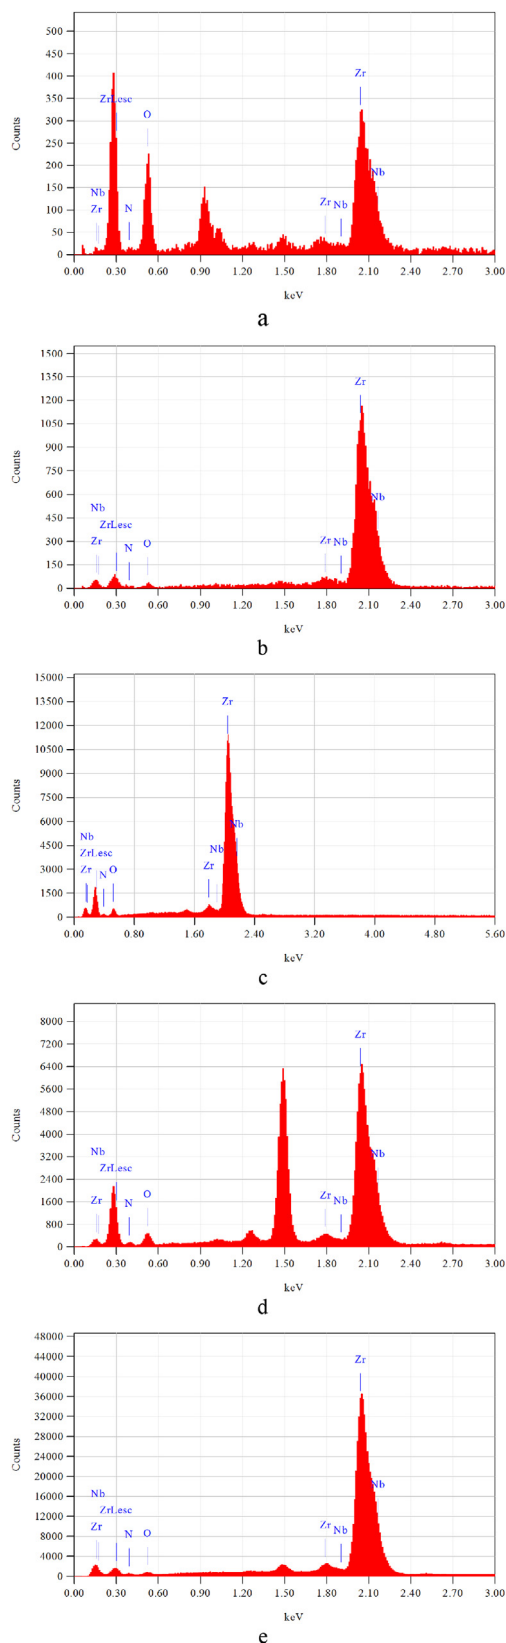 500
450
400
350
300
250
200
150
100
50
0
Counts
Zr
ZrLesc
O
Nb
Nb
Zr
N
Zr
Nb
0.00 0.30 0.60 0.90 1.20 1.50 1.80 2.10 2.40 2.70 3.00
keV
a
1500
1350
1200
1050
900
750
600
450
300
150
0
Counts
Zr
Nb
Nb
ZrLesc
Zr
N
O
Zr
Nb
0.00 0.30 0.60 0.90 1.20 1.50 1.80 2.10 2.40 2.70 3.00
keV
b
15000
13500
12000
10500
9000
7500
6000
4500
3000
1500
0
Counts
Zr
Nb
Nb
ZrLesc
Nb
Zr
N
O
Zr
0.00 0.80 1.60 2.40 3.20 4.00 4.80 5.60
keV
c
8000
7200
6400
5600
4800
4000
3200
2400
1600
800
0
Counts
Zr
Nb
Nb
ZrLesc
Zr
N
O
Zr
Nb
0.00 0.30 0.60 0.90 1.20 1.50 1.80 2.10 2.40 2.70 3.00
keV
d
48000
44000
40000
36000
32000
28000
24000
20000
16000
12000
8000
4000
0
Counts
Zr
Nb
Nb
ZrLesc
Zr
N
O
Zr
Nb
0.00 0.30 0.60 0.90 1.20 1.50 1.80 2.10 2.40 2.70 3.00
keV
e